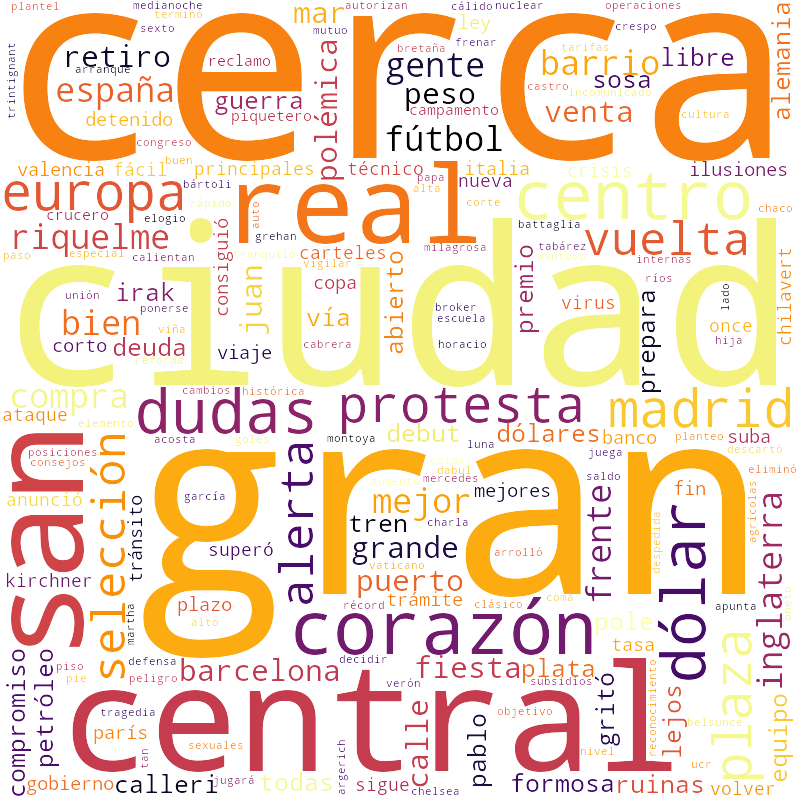 plantel
medianoche
autorizan
cálido
nuclear
operaciones
terminó
sexto
mar
mutuo
ley
frenar
crespo
cerca
retiro
arranque
reclamo
bretaña
gente
barrio
tarifas
libre
alemania
trintignant
españa
guerra
polémica
peso
castro
incomunicada
sosa
detenido
piquetero
campamento
venta
cultura
congreso
fútbol
valencia
fácil
buen
principales
técnico
papa
italia
crisis
ilusiones
europa
bártoli
real
alta
nueva
corte
centro
chaco
crucero
elogio
rápido
auto
riquelme
grehan
tranquilo
milagrosa
battaglia
tabárez
vuelta
paso
especial
calientan
consiguió
vigilar
carteles
internas
ciudad
unión
ponerse
irak
juan
copa
abierto
broker
escuela
premio
virus
ríos
lado
chilavert
bien
viña
vía
prepara
once
corto
deuda
reforma
viaje
cabrera
horacio
hija
compra
cambios
histórica
ataque
elemento
dudas
protesta
madrid
acosta
goles
montoya
debut
luna
dólares
juega
banco
planteo
suba
posiciones
consejos
san
selección
alerta
dabul
mercedes
saldo
descartó
eliminó
anunció
gran
garcía
mejor
mejores
fin
agrícolas
tránsito
tren
charla
superó
grande
arrolló
frente
despedida
dólar
inglaterra
kirchner
vaticano
puerto
plazo
martha
récord
trámite
clásico
coma
apunta
alto
corazón
pole
oneto
compromiso
petróleo
piso
pie
defensa
peligro
barcelona
decidir
verón
fiesta
subsidios
plata
tasa
plaza
equipo
central
tragedia
parís
objetivo
gritó
lejos
reconocimiento
belsunce
tan
sexuales
calle
pablo
nivel
ucr
gobierno
calleri
jugará
todas
argerich
sigue
chelsea
formosa
ruinas
volver